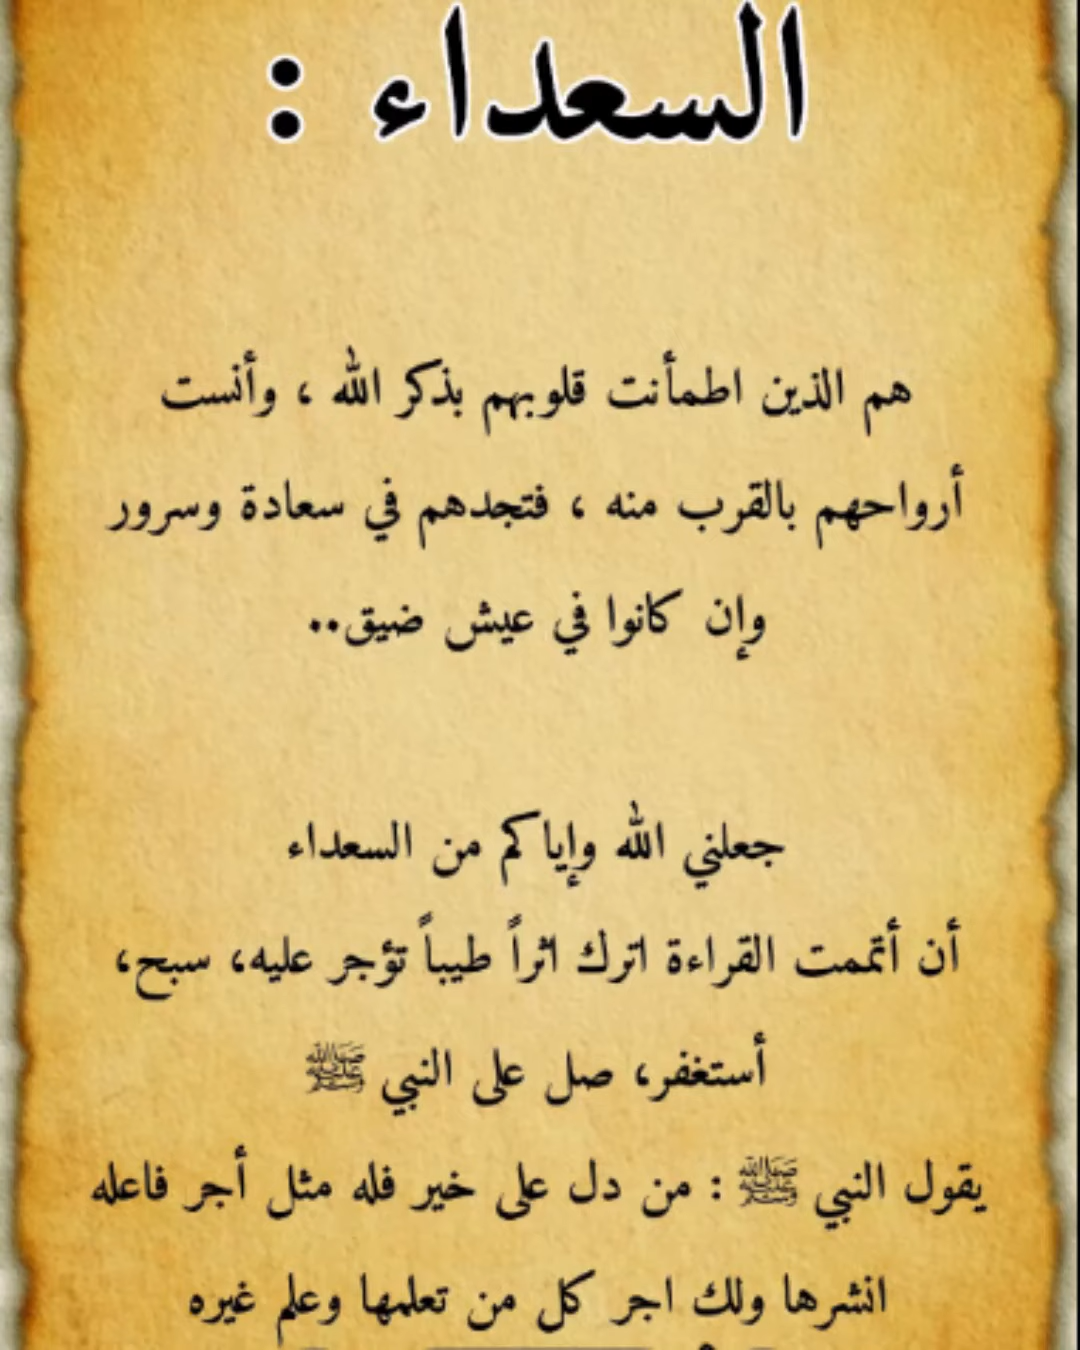 السعداء :
هم الذين اطمأنت قلوبهم بذكر الله ، وأنست
أرواحهم بالقرب منه ، فتجدهم في سعادة وسرور
وإن كانوا في عيش ضيق..
جعلني الله وإياكم من السعداء
أن أتممت القراءة اترك اثراً طيباً تؤجر عليه، سبح،
أستغفر، صل على النبي ﷺ
يقول النبي ﷺ : من دل على خير فله مثل أجر فاعله
انشرها ولك اجر كل من تعلمها وعلم غيره